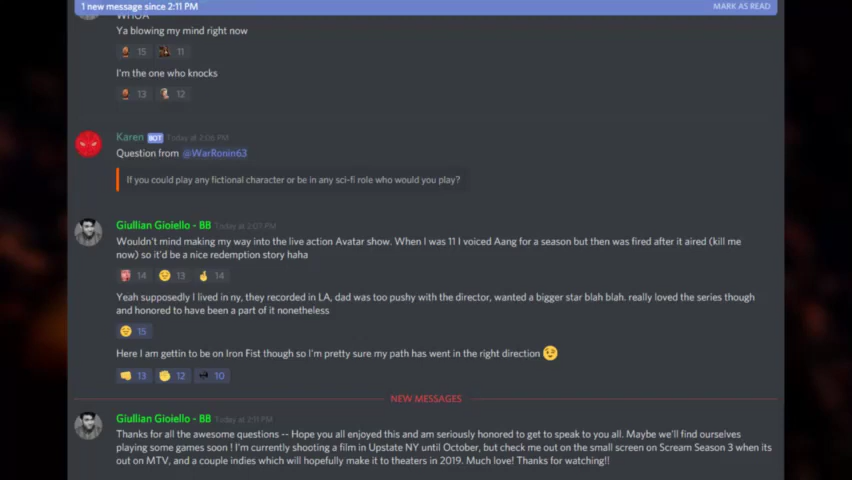 1 new message since 2:11 PM
MARK AS READ
WHOA
Ya blowing my mind right now
15 11
I'm the one who knocks
13 12
Karen BOT Today at 2:06 PM
Question from @WarRonin63
If you could play any fictional character or be in any sci-fi role who would you play?
Giullian Gioiello - BB Today at 2:07 PM
Wouldn't mind making my way into the live action Avatar show. When I was 11 I voiced Aang for a season but then was fired after it aired (kill me
now) so it'd be a nice redemption story haha
14 13 14
Yeah supposedly I lived in ny, they recorded in LA, dad was too pushy with the director, wanted a bigger star blah blah. really loved the series though
and honored to have been a part of it nonetheless
15
Here I am gettin to be on Iron Fist though so I'm pretty sure my path has went in the right direction
13 12 10
NEW MESSAGES
Giullian Gioiello - BB Today at 2:11 PM
Thanks for all the awesome questions -- Hope you all enjoyed this and am seriously honored to get to speak to you all. Maybe we'll find ourselves
playing some games soon ! I'm currently shooting a film in Upstate NY until October, but check me out on the small screen on Scream Season 3 when its
out on MTV, and a couple indies which will hopefully make it to theaters in 2019. Much love! Thanks for watching!!